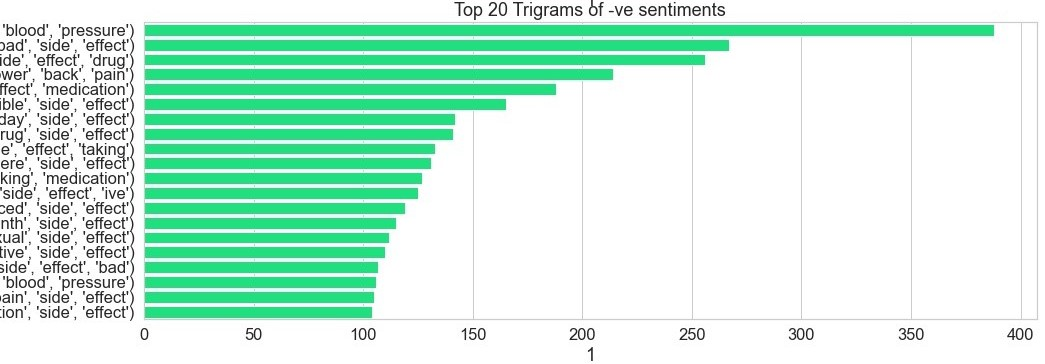 Top 20 Trigrams of -ve sentiments
'blood', 'pressure')
bad', 'side', 'effect')
ide', 'effect', 'drug')
ower', 'back', 'pain')
ffect', 'medication')
ible', 'side', 'effect')
day', 'side', 'effect')
rug', 'side', 'effect')
e', 'effect', 'taking')
ere', 'side', 'effect')
king', 'medication')
'side', 'effect', 'ive')
ced', 'side', 'effect')
nth', 'side', 'effect')
xual', 'side', 'effect')
tive', 'side', 'effect')
side', 'effect', 'bad')
'blood', 'pressure')
pain', 'side', 'effect')
tion', 'side', 'effect')
0 50 100 150 200 250 300 350 400
1